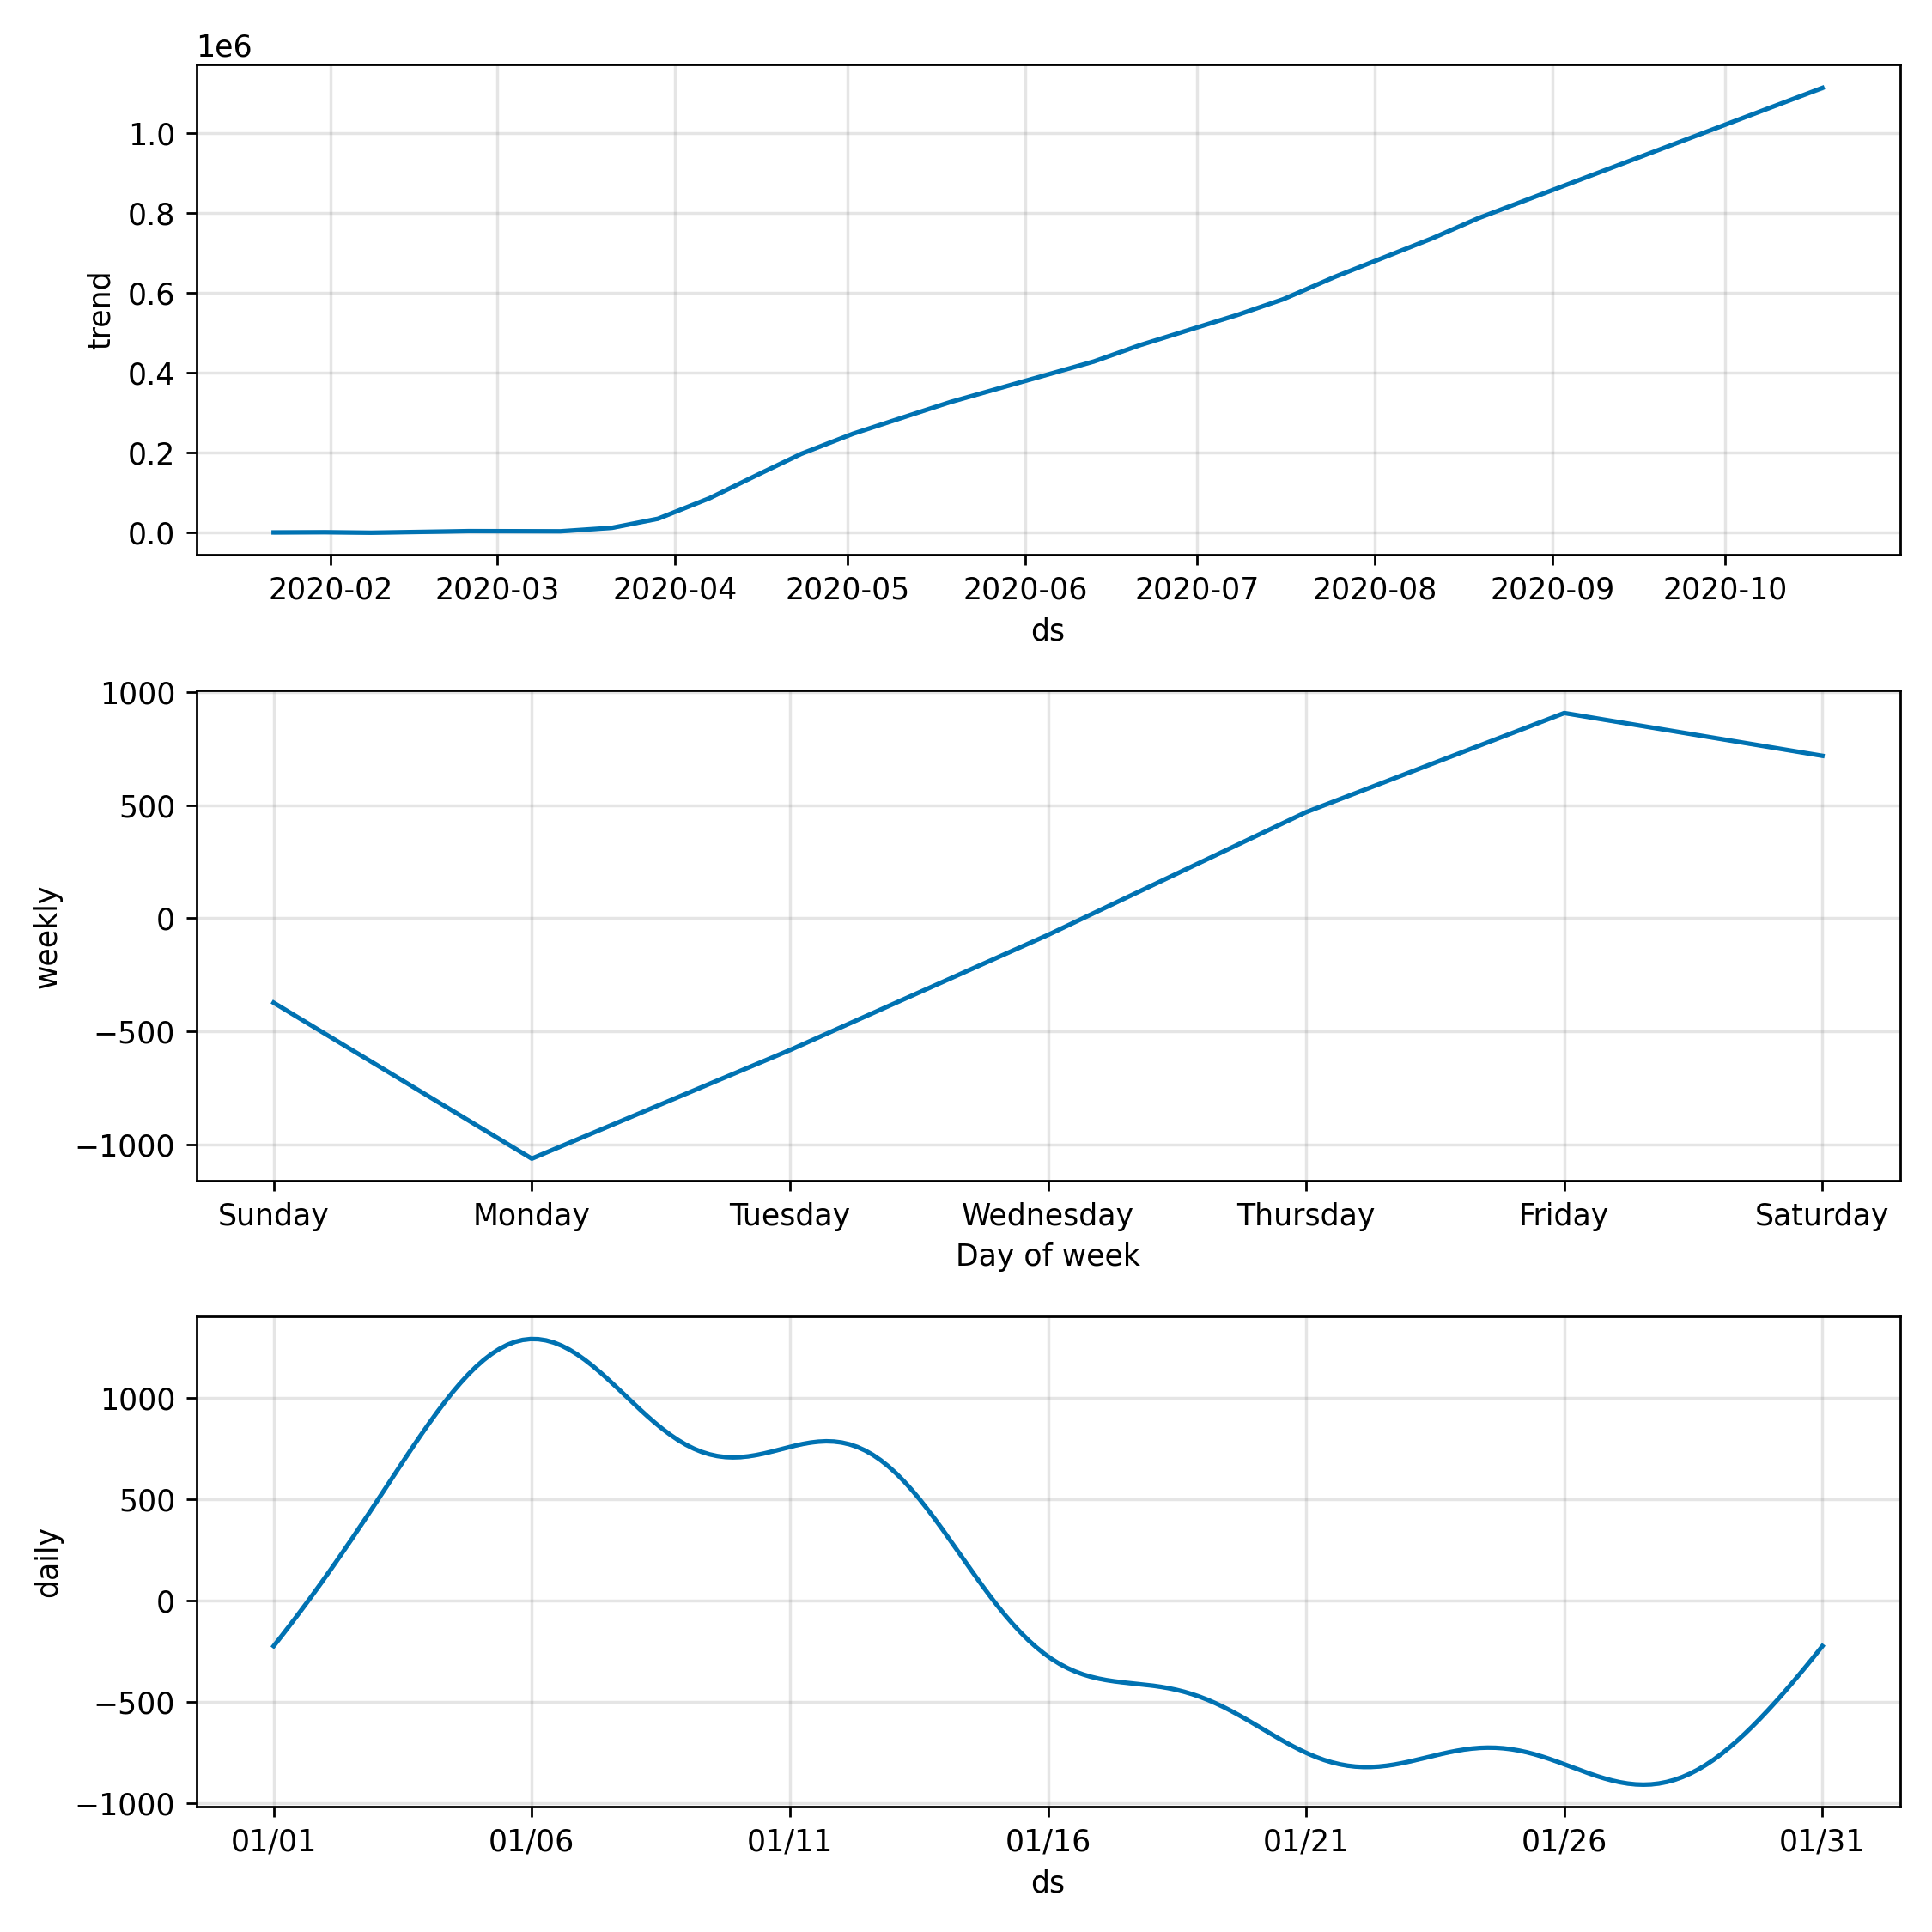 1e6
1.0
0.8
0.6
0.4
0.2
0.0
trend
2020-02 2020-03 2020-04 2020-05 2020-06 2020-07 2020-08 2020-09 2020-10
ds
1000
500
0
−500
−1000
weekly
Sunday Monday Tuesday Wednesday Thursday Friday Saturday
Day of week
1000
500
0
−500
−1000
daily
01/01 01/06 01/11 01/16 01/21 01/26 01/31
ds